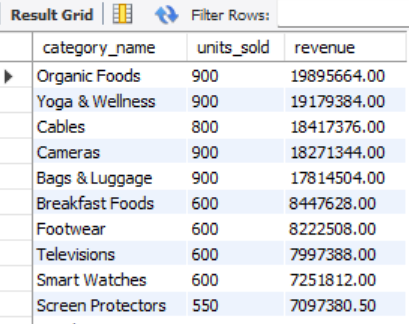 Result Grid Filter Rows:
category_name units_sold revenue
Organic Foods 900 19895664.00
Yoga & Wellness 900 19179384.00
Cables 800 18417376.00
Cameras 900 18271344.00
Bags & Luggage 900 17814504.00
Breakfast Foods 600 8447628.00
Footwear 600 8222508.00
Televisions 600 7997388.00
Smart Watches 600 7251812.00
Screen Protectors 550 7097380.50